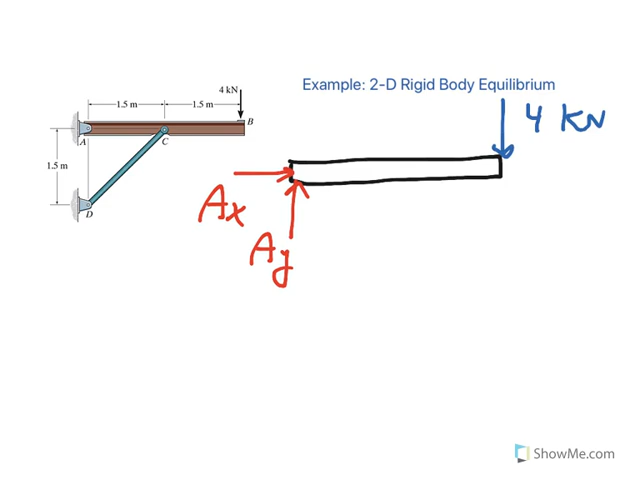 Example: 2-D Rigid Body Equilibrium
4 kN
1.5 m
1.5 m
B
A
C
1.5 m
D
4 kN
Ax
Ay
ShowMe.com